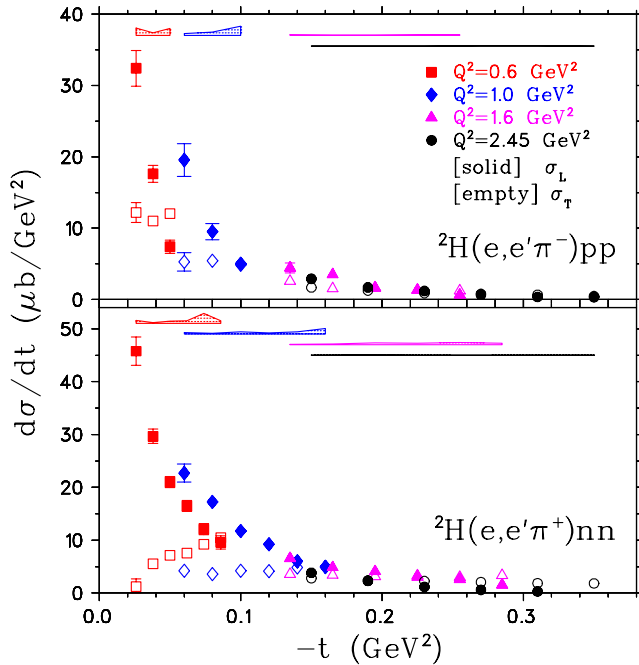 40
30
20
10
0
Q²=0.6 GeV²
Q²=1.0 GeV²
Q²=1.6 GeV²
Q²=2.45 GeV²
[solid] σ_L
[empty] σ_T
²H(e,e′π⁻)pp
dσ/dt (μb/GeV²)
50
40
30
20
10
0
²H(e,e′π⁺)nn
0.0 0.1 0.2 0.3
−t (GeV²)